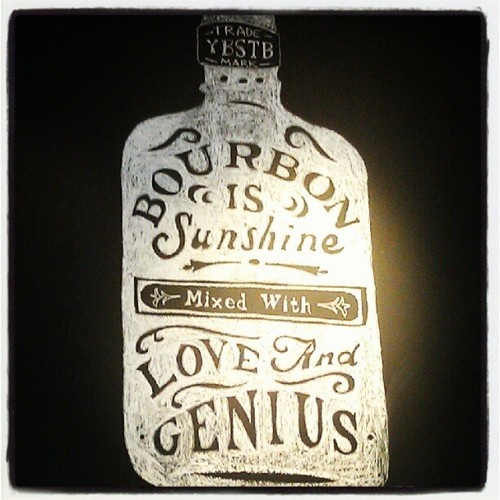 TRADE
YBSTB
MARK
BOURBON
IS
Sunshine
Mixed With
LOVE And
GENIUS